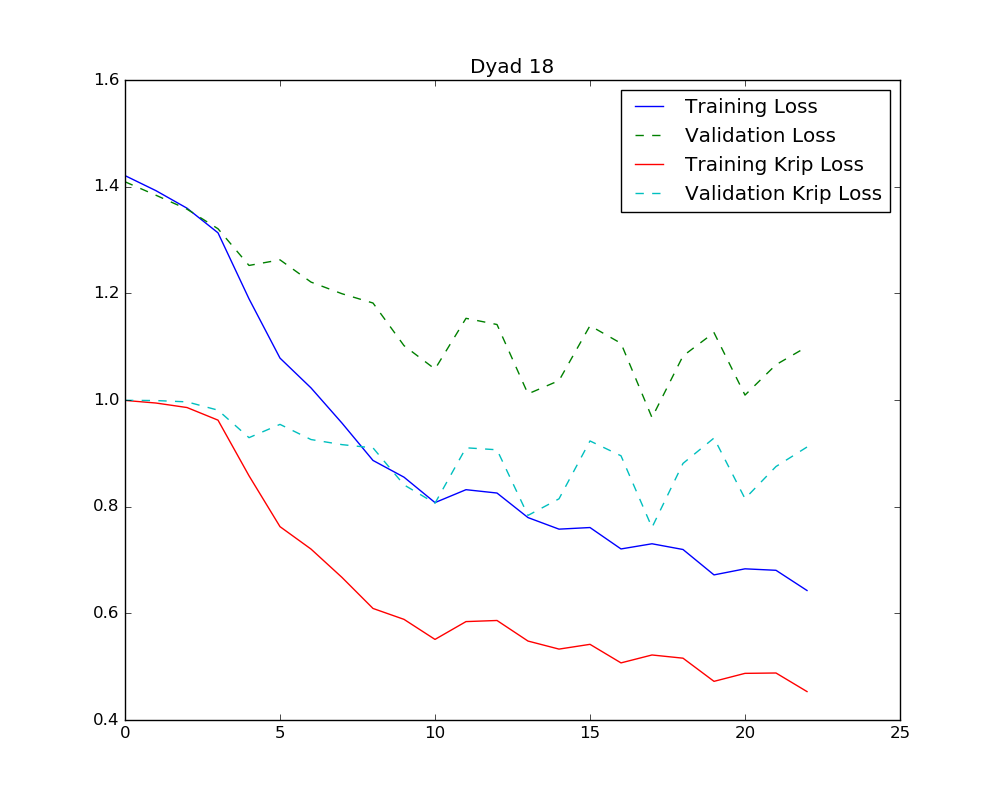 Dyad 18
1.6
1.4
1.2
1.0
0.8
0.6
0.4
0 5 10 15 20 25
Training Loss
Validation Loss
Training Krip Loss
Validation Krip Loss